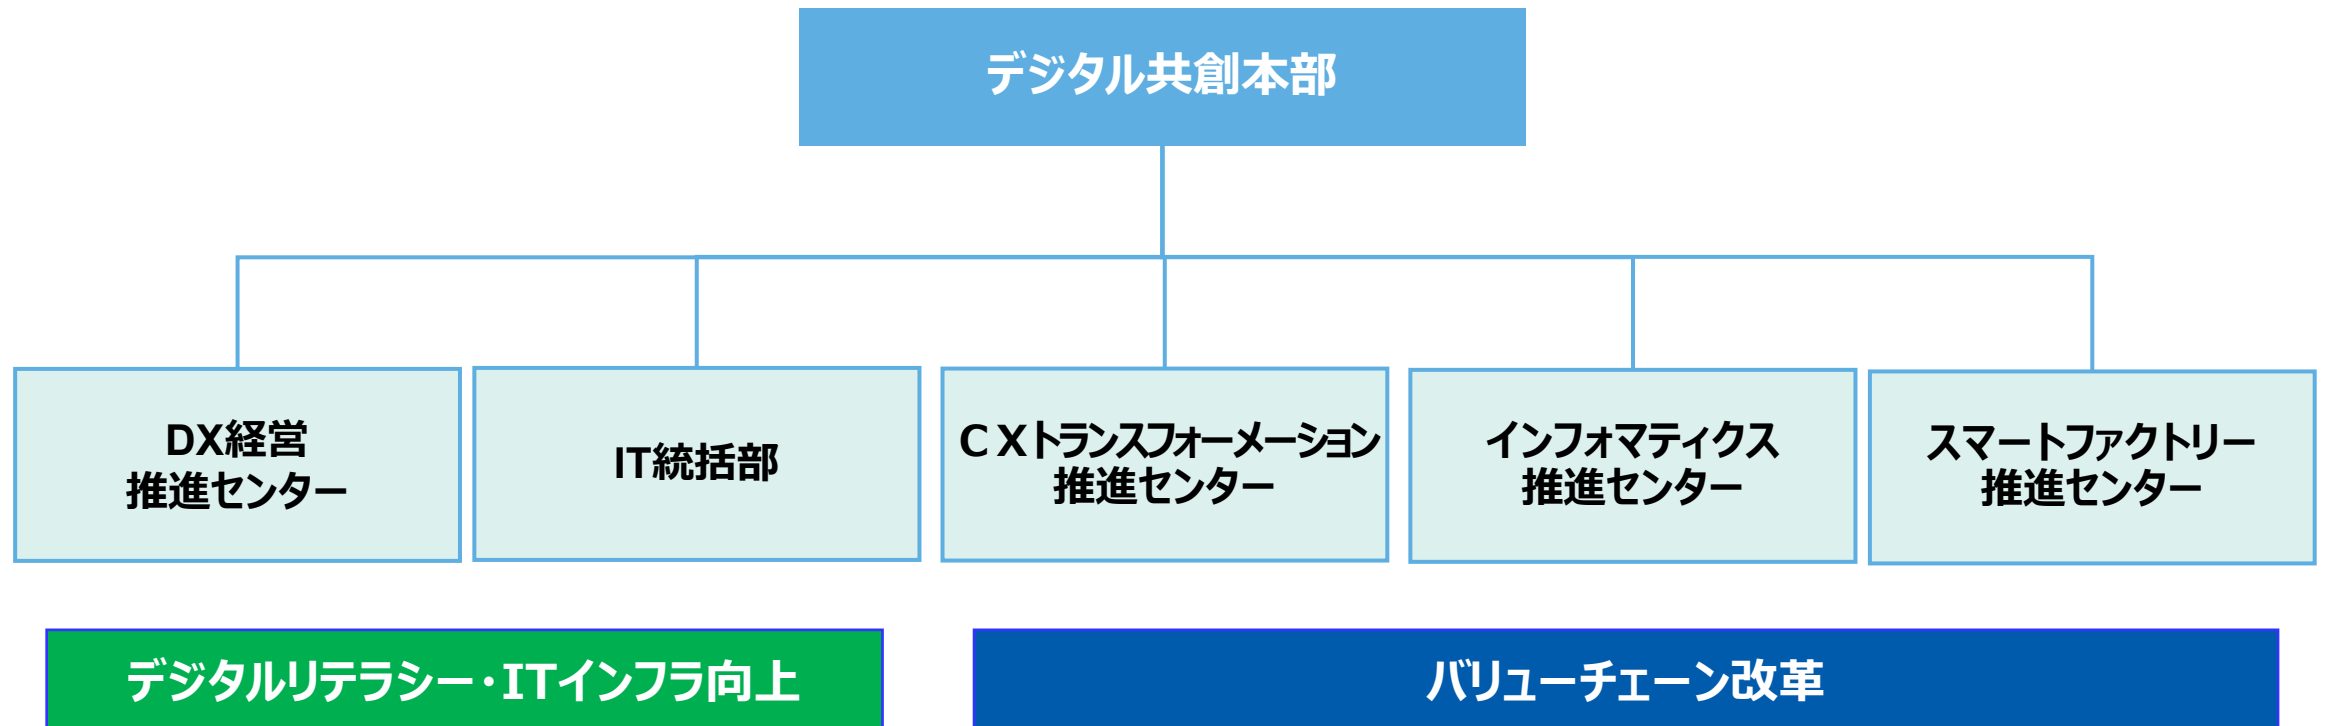 デジタル共創本部
DX経営
推進センター
IT統括部
ＣＸトランスフォーメーション
推進センター
インフォマティクス
推進センター
スマートファクトリー
推進センター
デジタルリテラシー・ITインフラ向上
バリューチェーン改革